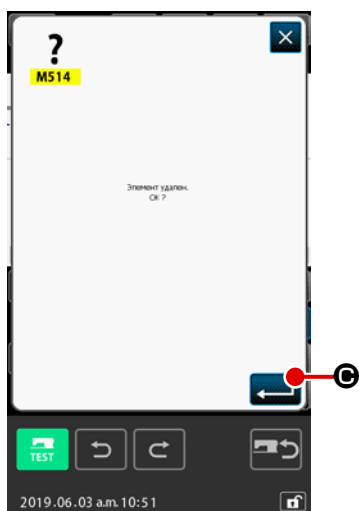 ?
M514
Элемент удален.
ОК ?
C
TEST
2019.06.03 a.m. 10:51